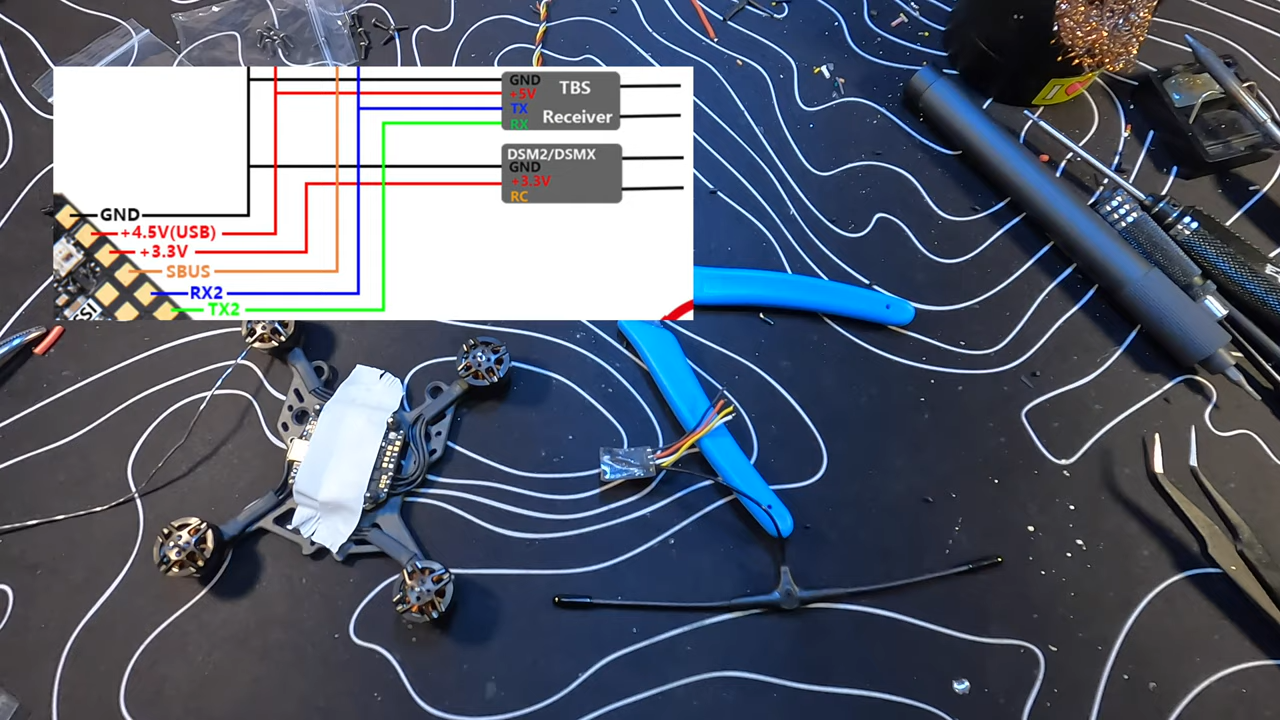 GND
+5V
TX
RX
TBS
Receiver
DSM2/DSMX
GND
+3.3V
RC
GND
+4.5V(USB)
+3.3V
SBUS
RX2
TX2